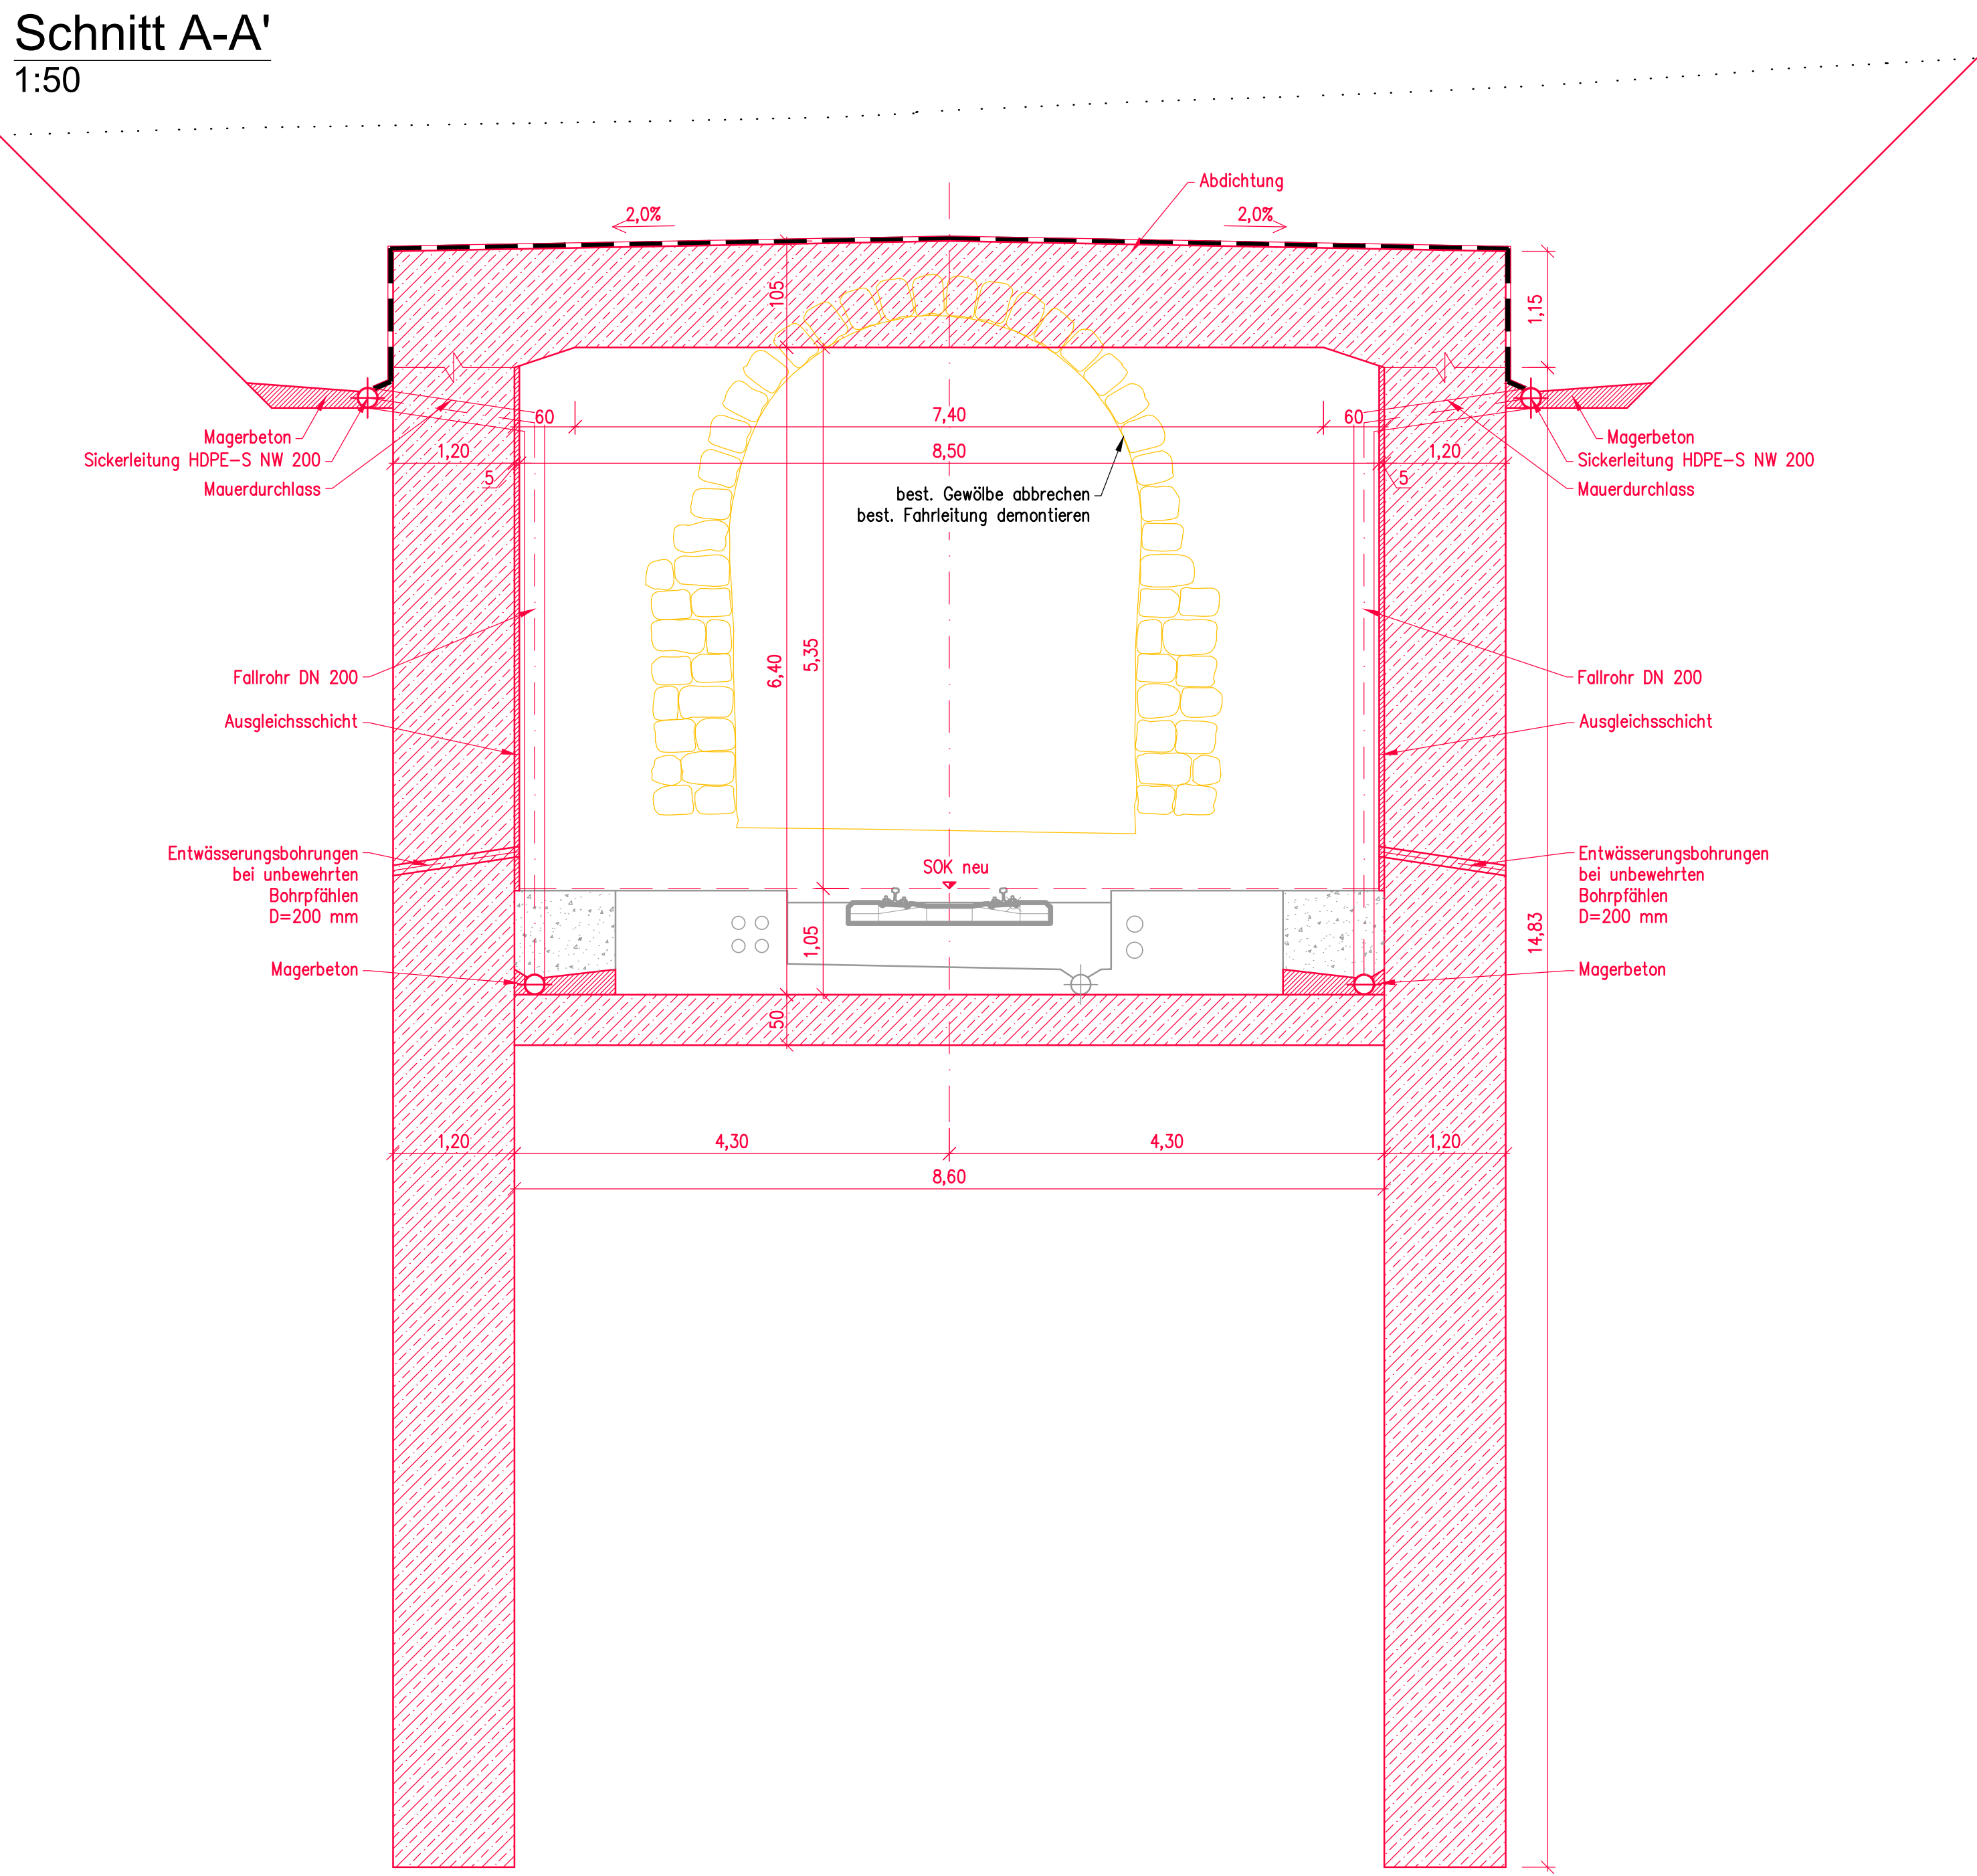 Schnitt A-A'
1:50
Abdichtung
2,0%
2,0%
105
1,15
60
7,40
60
Magerbeton
Sickerleitung HDPE-S NW 200
Mauerdurchlass
1,20
8,50
1,20
5
5
Magerbeton
Sickerleitung HDPE-S NW 200
Mauerdurchlass
best. Gewölbe abbrechen
best. Fahrleitung demontieren
6,40
5,35
Fallrohr DN 200
Fallrohr DN 200
Ausgleichsschicht
Ausgleichsschicht
Entwässerungsbohrungen
bei unbewehrten
Bohrpfählen
D=200 mm
SOK neu
Entwässerungsbohrungen
bei unbewehrten
Bohrpfählen
D=200 mm
1,05
14,83
Magerbeton
Magerbeton
50
1,20
4,30
4,30
1,20
8,60